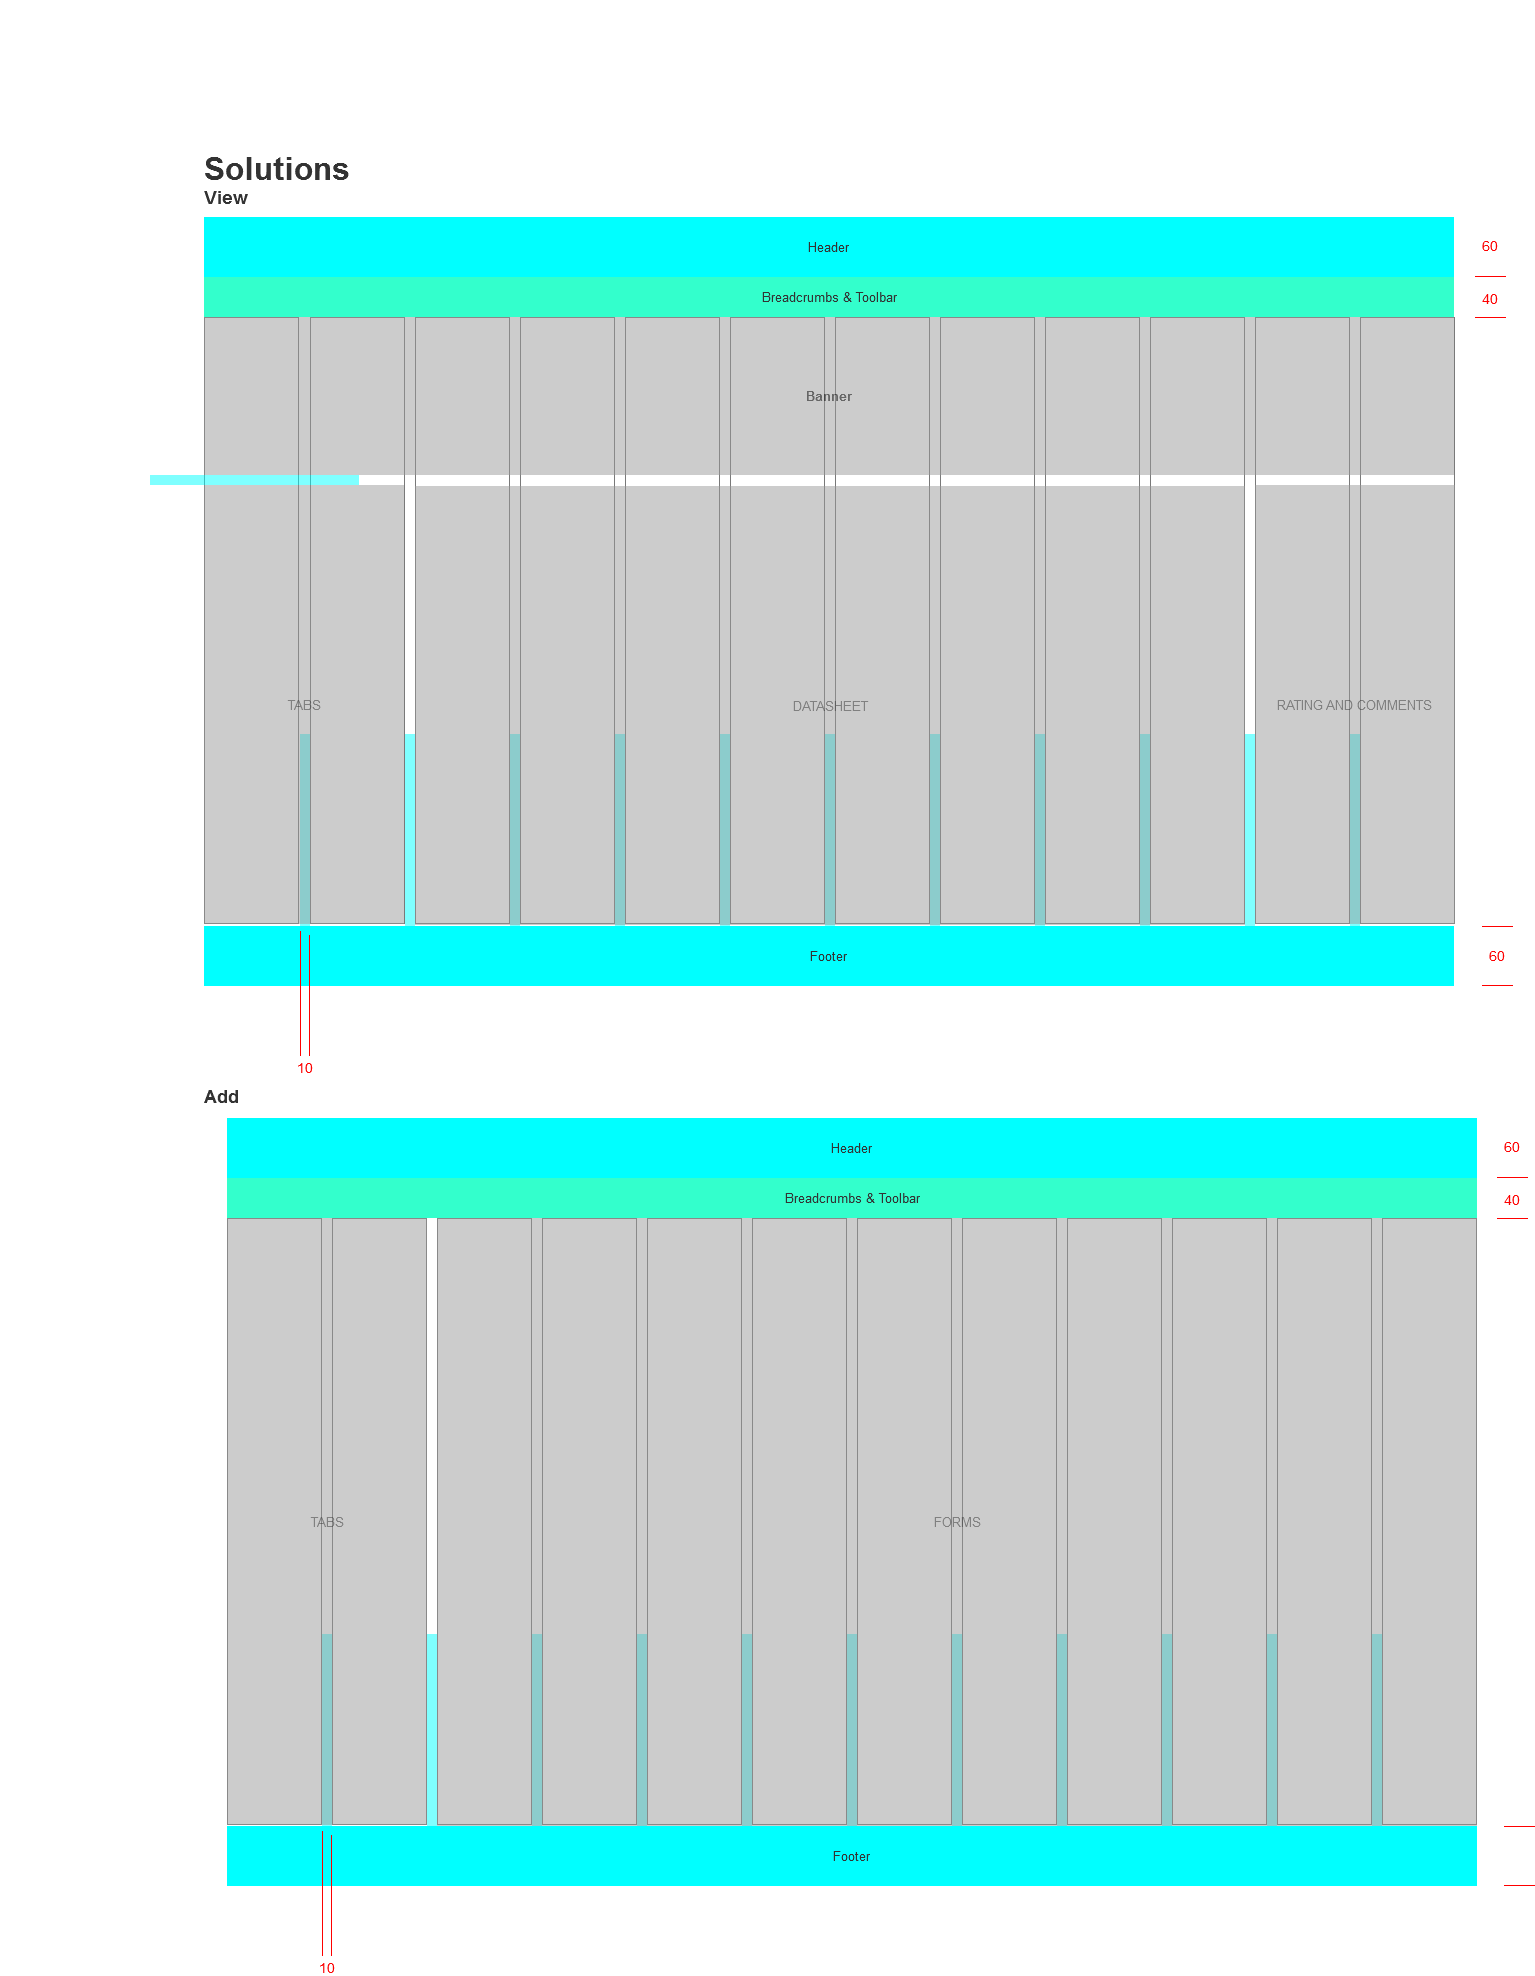 Solutions
View
Header
60
Breadcrumbs & Toolbar
40
Banner
TABS
DATASHEET
RATING AND COMMENTS
Footer
60
10
Add
Header
60
Breadcrumbs & Toolbar
40
TABS
FORMS
Footer
10